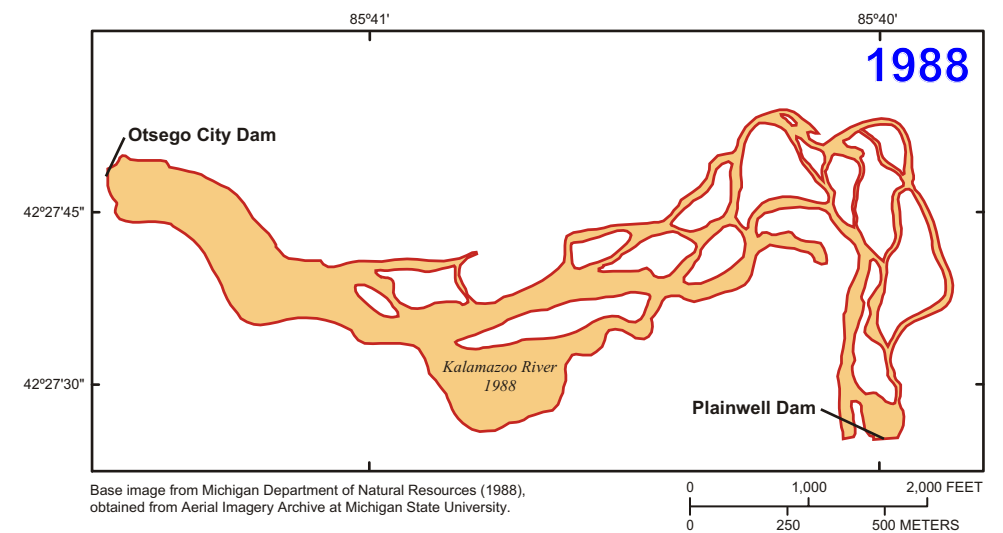 85º41'
85º40'
1988
Otsego City Dam
42º27'45"
Kalamazoo River
1988
42º27'30"
Plainwell Dam
Base image from Michigan Department of Natural Resources (1988),
obtained from Aerial Imagery Archive at Michigan State University.
0 1,000 2,000 FEET
0 250 500 METERS